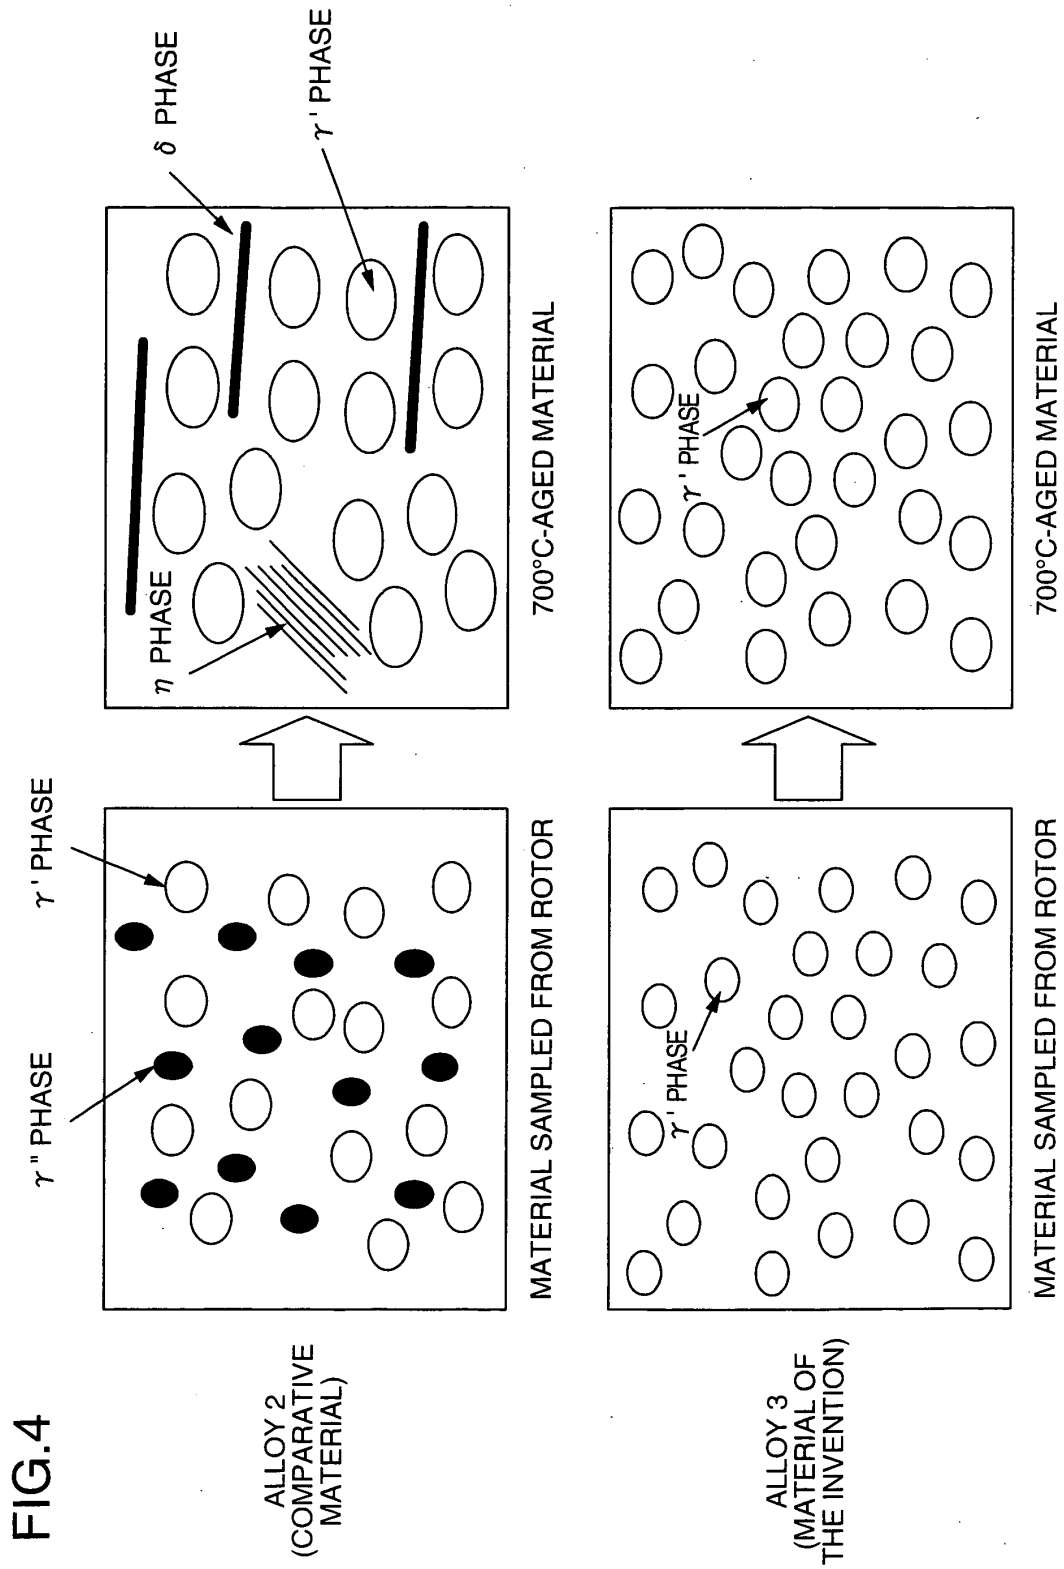 FIG.4
γ" PHASE
γ' PHASE
δ PHASE
γ' PHASE
ALLOY 2
(COMPARATIVE
MATERIAL)
η PHASE
MATERIAL SAMPLED FROM ROTOR
700°C-AGED MATERIAL
ALLOY 3
(MATERIAL OF
THE INVENTION)
γ' PHASE
γ' PHASE
MATERIAL SAMPLED FROM ROTOR
700°C-AGED MATERIAL